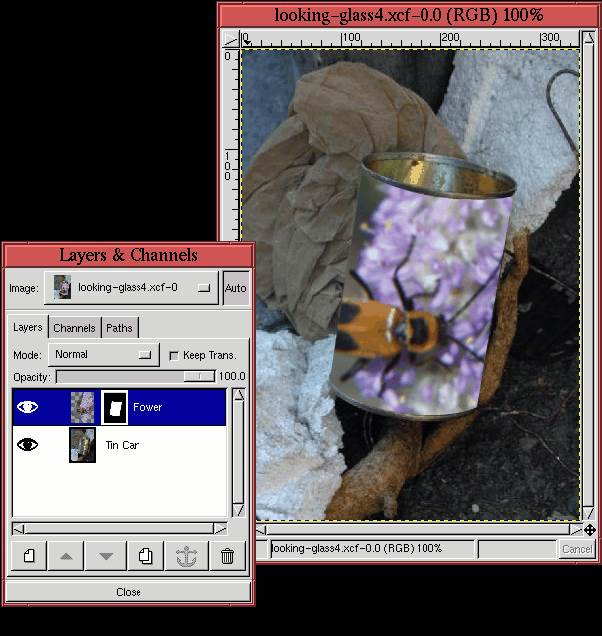 looking-glass4.xcf-0.0 (RGB) 100%
0 100 200 300
0
100
Layers & Channels
Image: looking-glass4.xcf-0 Auto
Layers Channels Paths
Mode: Normal Keep Trans.
Opacity: 100.0
Fower
Tin Car
looking-glass4.xcf-0.0 (RGB) 100% Cancel
Close